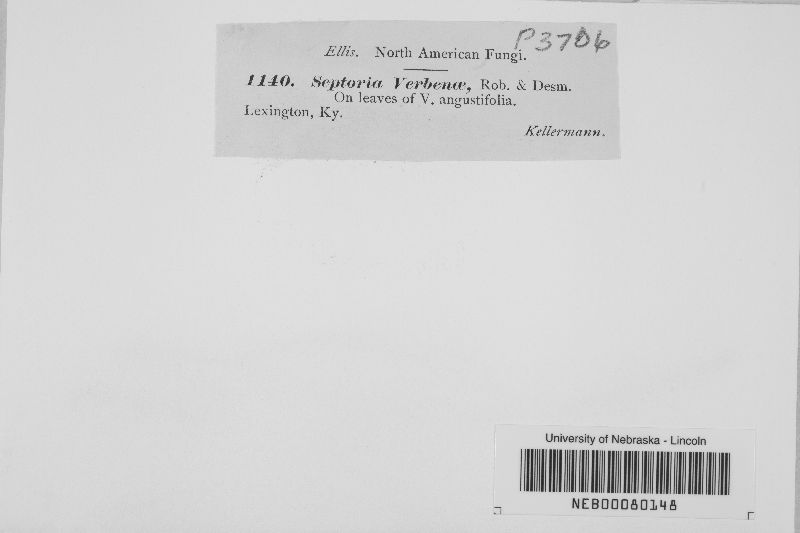 P3706
Ellis. North American Fungi.
1140. Septoria Verbenæ, Rob. & Desm.
On leaves of V. angustifolia.
Lexington, Ky.
Kellermann.
University of Nebraska - Lincoln
NEB00080148